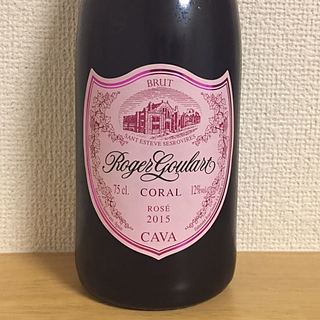 BRUT
SANT ESTEVE SESROVIRES
Roger Goulart
75 cl. CORAL 12%vol.
ROSÉ
2015
CAVA